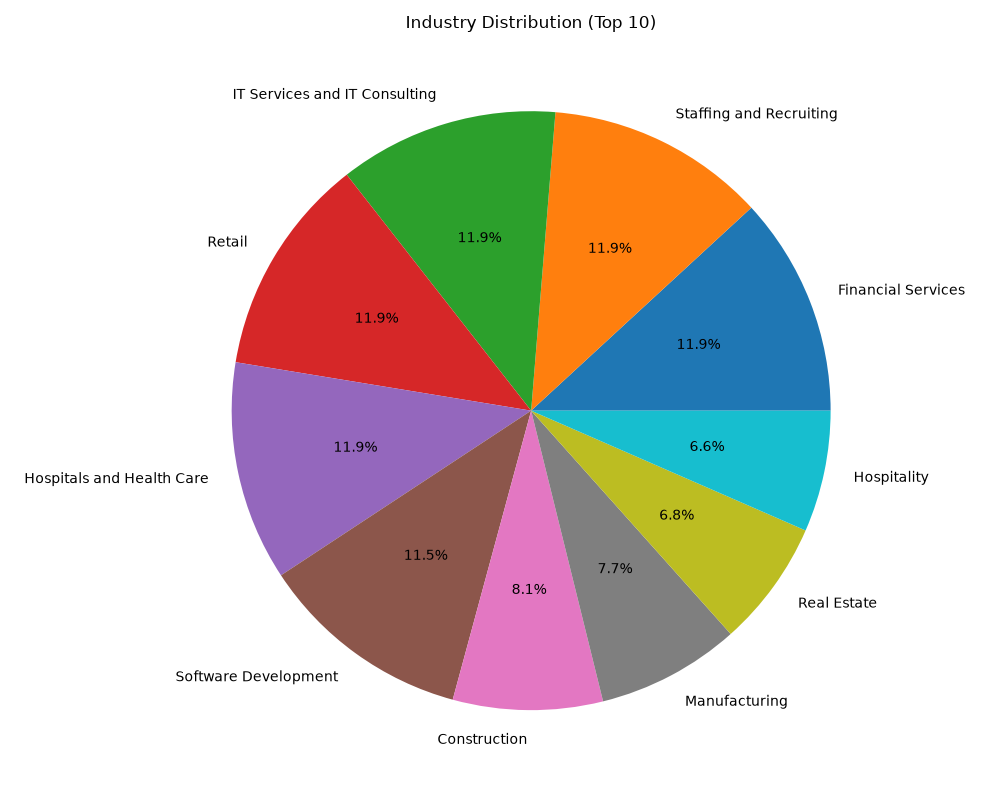 Industry Distribution (Top 10)
IT Services and IT Consulting
Staffing and Recruiting
11.9%
11.9%
Retail
Financial Services
11.9%
11.9%
Hospitals and Health Care
11.9%
6.6%
Hospitality
6.8%
11.5%
7.7%
8.1%
Real Estate
Software Development
Manufacturing
Construction